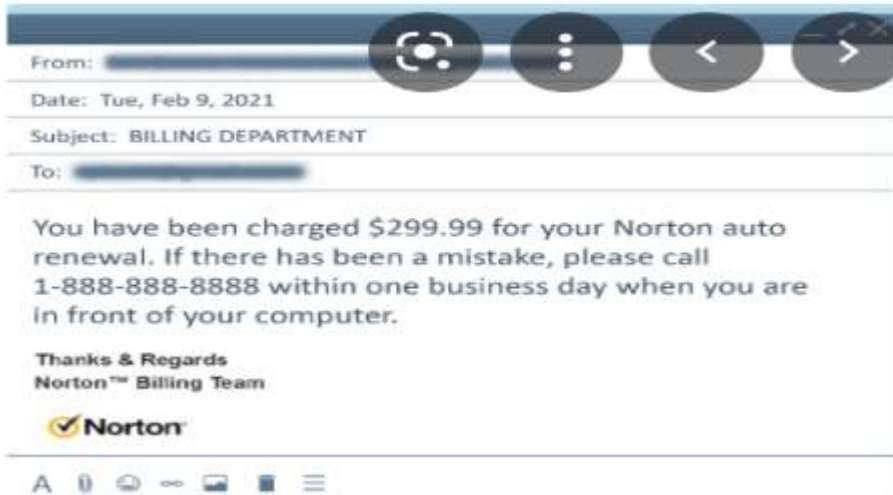 From:
Date: Tue, Feb 9, 2021
Subject: BILLING DEPARTMENT
To:
You have been charged $299.99 for your Norton auto
renewal. If there has been a mistake, please call
1-888-888-8888 within one business day when you are
in front of your computer.
Thanks & Regards
Norton™ Billing Team
Norton
A